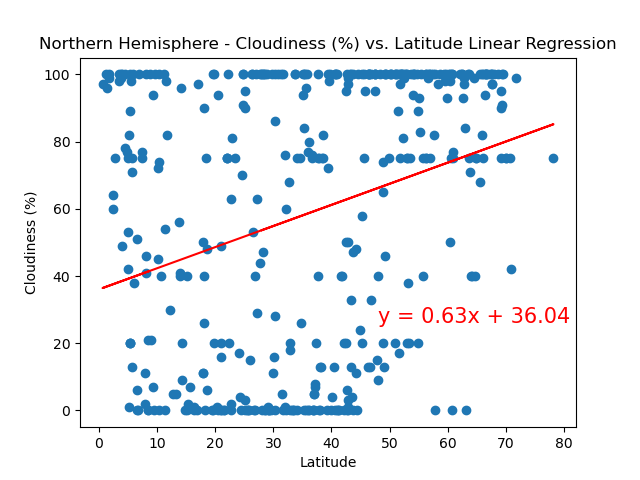 Northern Hemisphere - Cloudiness (%) vs. Latitude Linear Regression
100
80
60
40
20
0
Cloudiness (%)
y = 0.63x + 36.04
0 10 20 30 40 50 60 70 80
Latitude